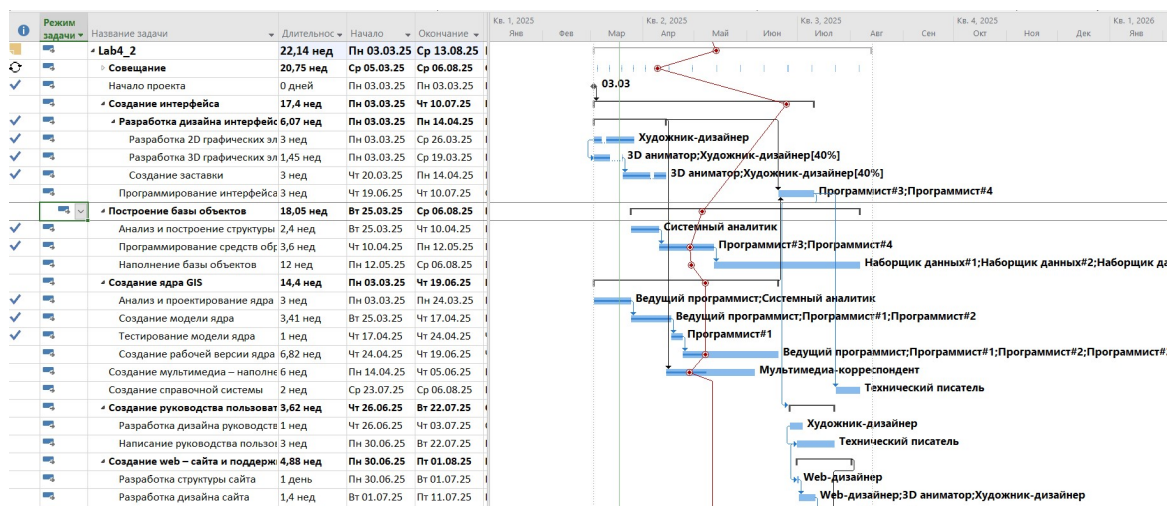 Режим задачи Название задачи Длительнос Начало Окончание Кв. 1, 2025 Кв. 2, 2025 Кв. 3, 2025 Кв. 4, 2025 Кв. 1, 2026
Янв Фев Мар Апр Май Июн Июл Авг Сен Окт Ноя Дек Янв
Lab4_2 22,14 нед Пн 03.03.25 Ср 13.08.25
Совещание 20,75 нед Ср 05.03.25 Ср 06.08.25
Начало проекта 0 дней Пн 03.03.25 Пн 03.03.25 03.03
Создание интерфейса 17,4 нед Пн 03.03.25 Чт 10.07.25
Разработка дизайна интерфейс 6,07 нед Пн 03.03.25 Пн 14.04.25
Разработка 2D графических эл 3 нед Пн 03.03.25 Ср 26.03.25 Художник-дизайнер
Разработка 3D графических эл 1,45 нед Пн 03.03.25 Ср 19.03.25 3D аниматор;Художник-дизайнер[40%]
Создание заставки 3 нед Чт 20.03.25 Пн 14.04.25 3D аниматор;Художник-дизайнер[40%]
Программирование интерфейса 3 нед Чт 19.06.25 Чт 10.07.25 Программист#3;Программист#4
Построение базы объектов 18,05 нед Вт 25.03.25 Ср 06.08.25
Анализ и построение структуры 2,4 нед Вт 25.03.25 Чт 10.04.25 Системный аналитик
Программирование средств обр 3,6 нед Чт 10.04.25 Пн 12.05.25 Программист#3;Программист#4
Наполнение базы объектов 12 нед Пн 12.05.25 Ср 06.08.25 Наборщик данных#1;Наборщик данных#2;Наборщик да
Создание ядра GIS 14,4 нед Пн 03.03.25 Чт 19.06.25
Анализ и проектирование ядра 3 нед Пн 03.03.25 Пн 24.03.25 Ведущий программист;Системный аналитик
Создание модели ядра 3,41 нед Вт 25.03.25 Чт 17.04.25 Ведущий программист;Программист#1;Программист#2
Тестирование модели ядра 1 нед Чт 17.04.25 Чт 24.04.25 Программист#1
Создание рабочей версии ядра 6,82 нед Чт 24.04.25 Чт 19.06.25 Ведущий программист;Программист#1;Программист#2;Программист#
Создание мультимедиа – наполне 6 нед Пн 14.04.25 Чт 05.06.25 Мультимедиа-корреспондент
Создание справочной системы 2 нед Ср 23.07.25 Ср 06.08.25 Технический писатель
Создание руководства пользоват 3,62 нед Чт 26.06.25 Вт 22.07.25
Разработка дизайна руководств 1 нед Чт 26.06.25 Чт 03.07.25 Художник-дизайнер
Написание руководства пользо 3 нед Пн 30.06.25 Вт 22.07.25 Технический писатель
Создание web – сайта и поддерж 4,88 нед Пн 30.06.25 Пт 01.08.25
Разработка структуры сайта 1 день Пн 30.06.25 Вт 01.07.25 Web-дизайнер
Разработка дизайна сайта 1,4 нед Вт 01.07.25 Пт 11.07.25 Web-дизайнер;3D аниматор;Художник-дизайнер